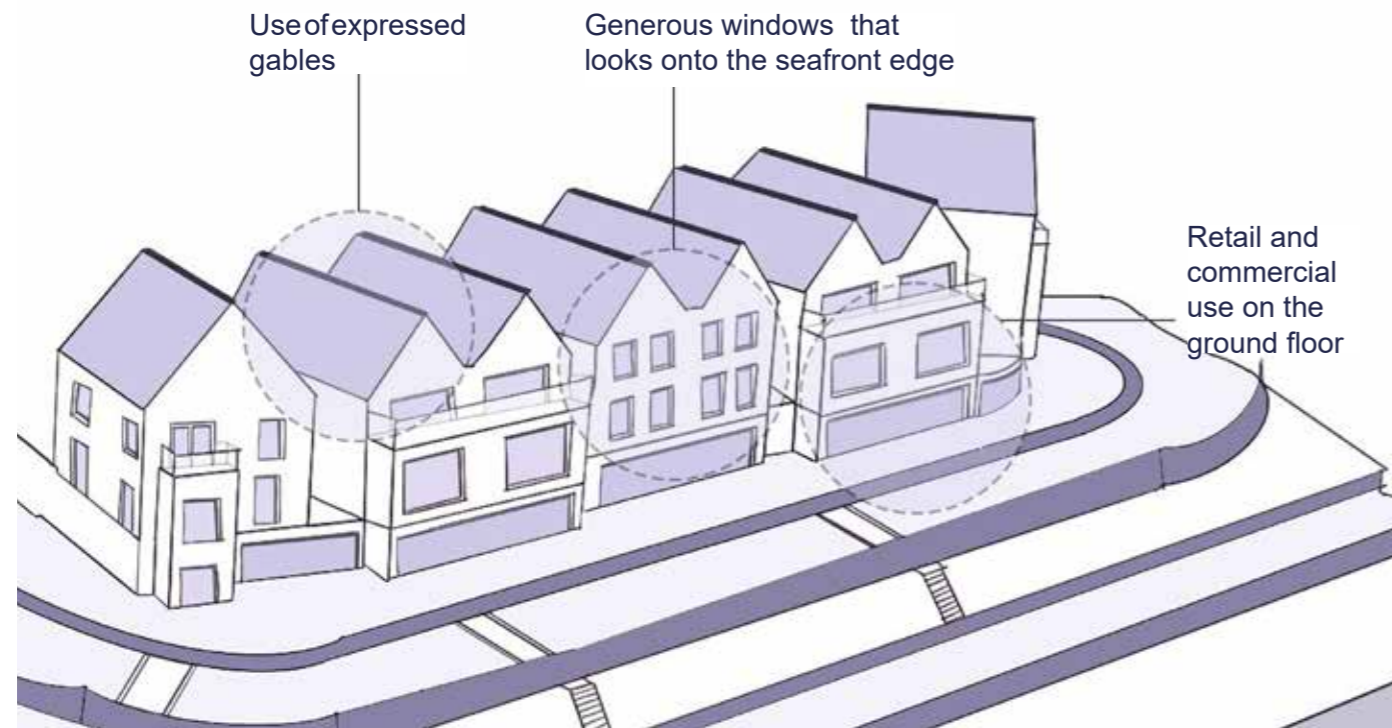 Use of expressed
gables
Generous windows that
looks onto the seafront edge
Retail and
commercial
use on the
ground floor